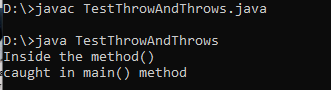 D:\>javac TestThrowAndThrows.java
D:\>java TestThrowAndThrows
Inside the method()
caught in main() method